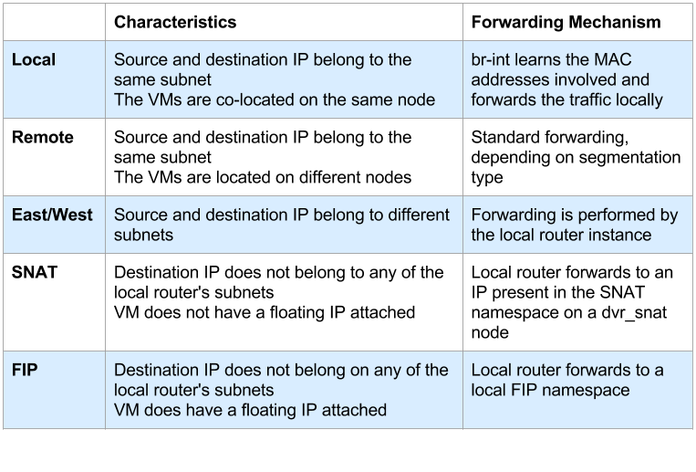 Characteristics
Forwarding Mechanism
Local
Source and destination IP belong to the
same subnet
The VMs are co-located on the same node
br-int learns the MAC
addresses involved and
forwards the traffic locally
Remote
Source and destination IP belong to the
same subnet
The VMs are located on different nodes
Standard forwarding,
depending on segmentation
type
East/West
Source and destination IP belong to different
subnets
Forwarding is performed by
the local router instance
SNAT
Destination IP does not belong to any of the
local router's subnets
VM does not have a floating IP attached
Local router forwards to an
IP present in the SNAT
namespace on a dvr_snat
node
FIP
Destination IP does not belong on any of the
local router's subnets
VM does have a floating IP attached
Local router forwards to a
local FIP namespace